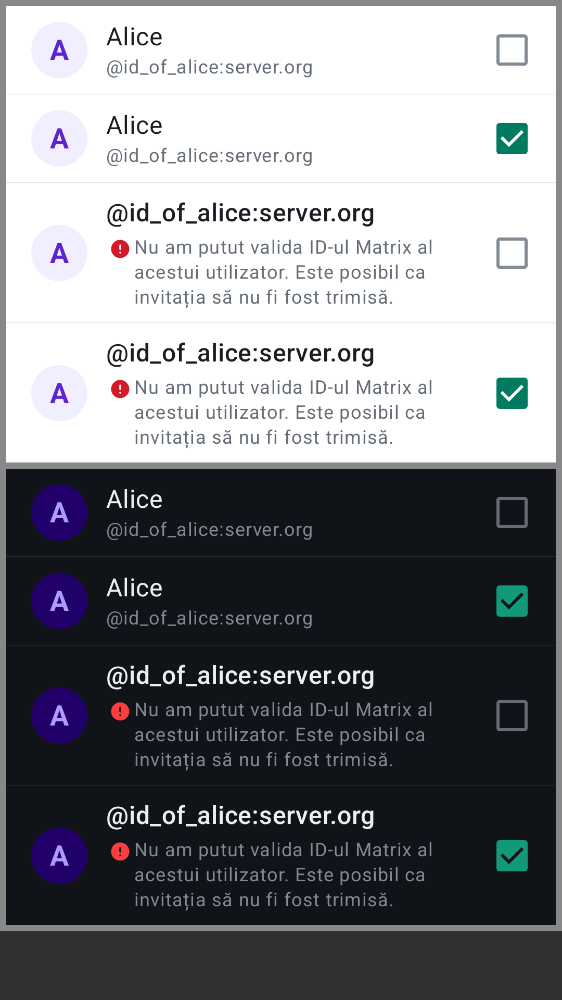 A
Alice
@id_of_alice:server.org
A
Alice
@id_of_alice:server.org
A
@id_of_alice:server.org
Nu am putut valida ID-ul Matrix al
acestui utilizator. Este posibil ca
invitația să nu fi fost trimisă.
A
@id_of_alice:server.org
Nu am putut valida ID-ul Matrix al
acestui utilizator. Este posibil ca
invitația să nu fi fost trimisă.
A
Alice
@id_of_alice:server.org
A
Alice
@id_of_alice:server.org
A
@id_of_alice:server.org
Nu am putut valida ID-ul Matrix al
acestui utilizator. Este posibil ca
invitația să nu fi fost trimisă.
A
@id_of_alice:server.org
Nu am putut valida ID-ul Matrix al
acestui utilizator. Este posibil ca
invitația să nu fi fost trimisă.